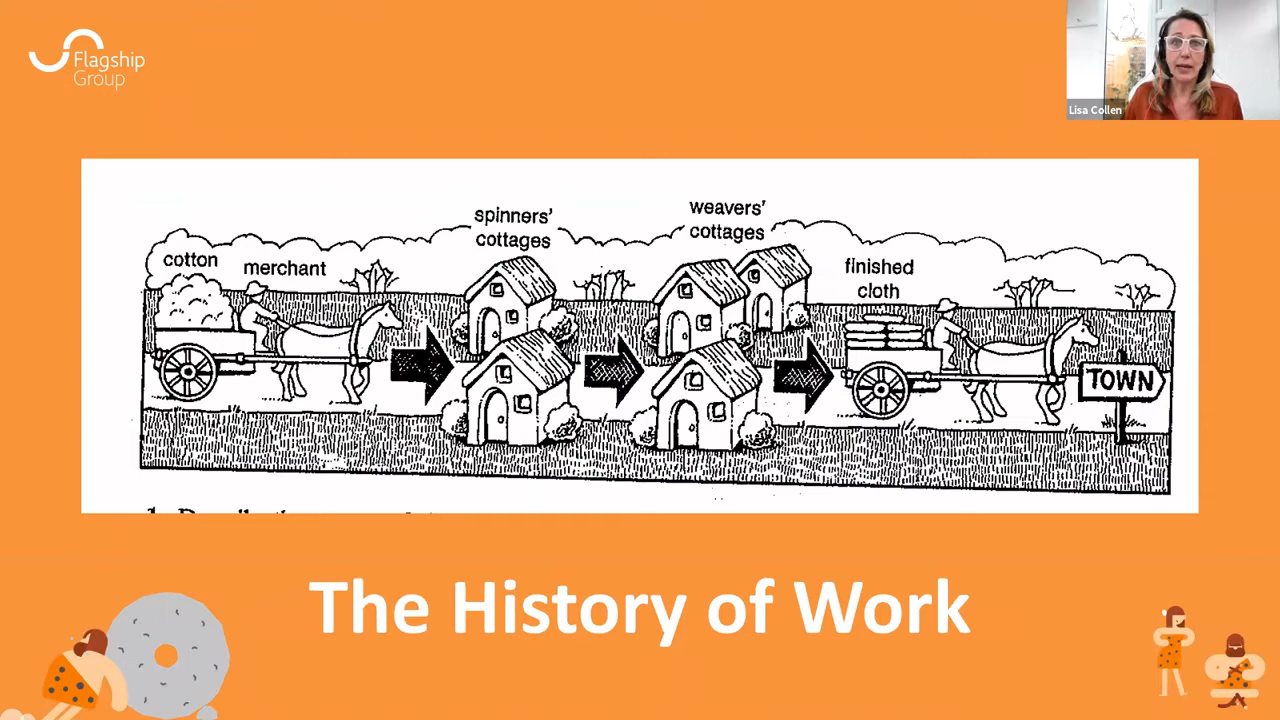 Flagship
Group
Lisa Collen
spinners'
cottages
weavers'
cottages
cotton
merchant
finished
cloth
TOWN
The History of Work